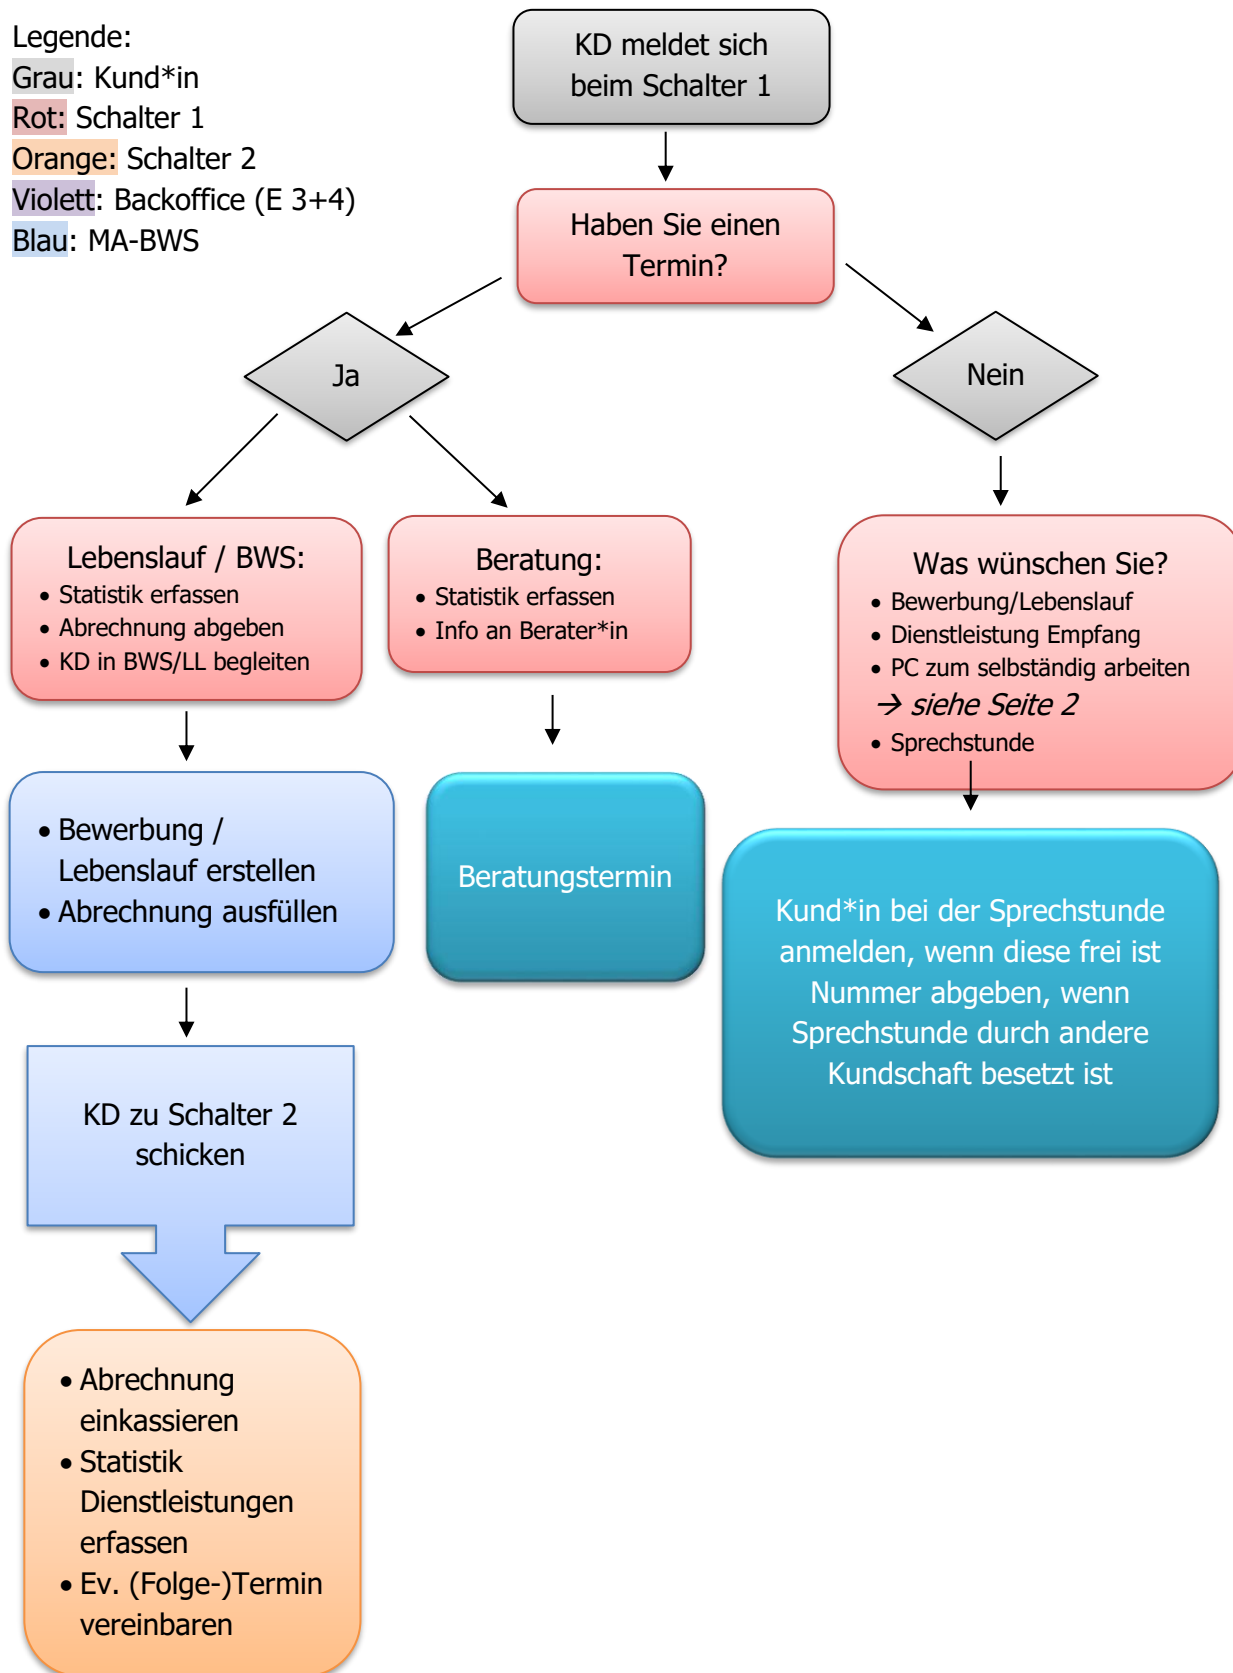 Legende:
Grau: Kund*in
Rot: Schalter 1
Orange: Schalter 2
Violett: Backoffice (E 3+4)
Blau: MA-BWS
KD meldet sich
beim Schalter 1
Haben Sie einen
Termin?
Ja
Nein
Lebenslauf / BWS:
• Statistik erfassen
• Abrechnung abgeben
• KD in BWS/LL begleiten
Beratung:
• Statistik erfassen
• Info an Berater*in
Was wünschen Sie?
• Bewerbung/Lebenslauf
• Dienstleistung Empfang
• PC zum selbständig arbeiten
→ siehe Seite 2
• Sprechstunde
• Bewerbung /
Lebenslauf erstellen
• Abrechnung ausfüllen
Beratungstermin
Kund*in bei der Sprechstunde
anmelden, wenn diese frei ist
Nummer abgeben, wenn
Sprechstunde durch andere
Kundschaft besetzt ist
KD zu Schalter 2
schicken
• Abrechnung
einkassieren
• Statistik
Dienstleistungen
erfassen
• Ev. (Folge-)Termin
vereinbaren